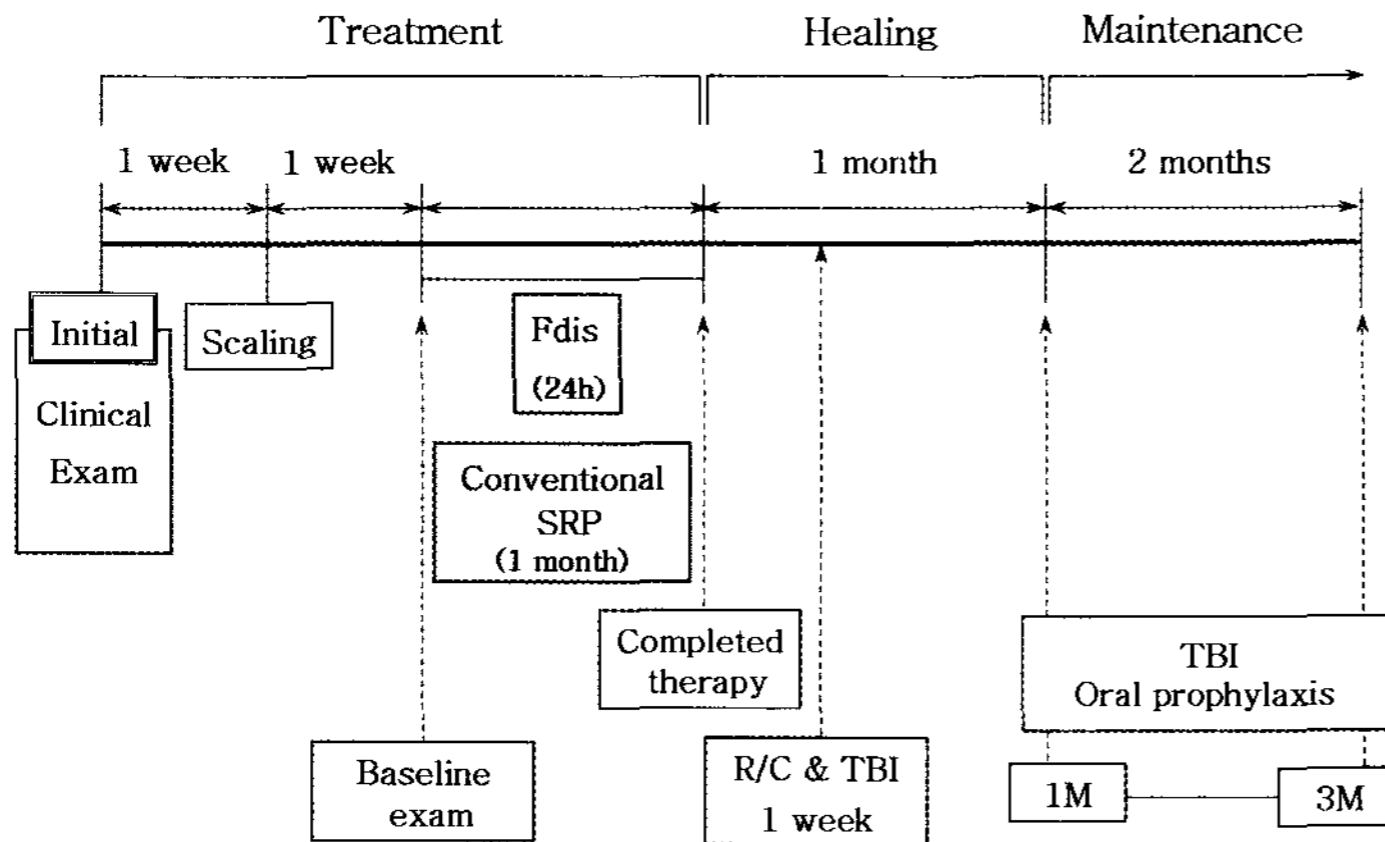 Treatment
Healing
Maintenance
1 week
1 week
1 month
2 months
Initial
Clinical
Exam
Scaling
Fdis
(24h)
Conventional
SRP
(1 month)
Completed
therapy
Baseline
exam
R/C & TBI
1 week
TBI
Oral prophylaxis
1M
3M